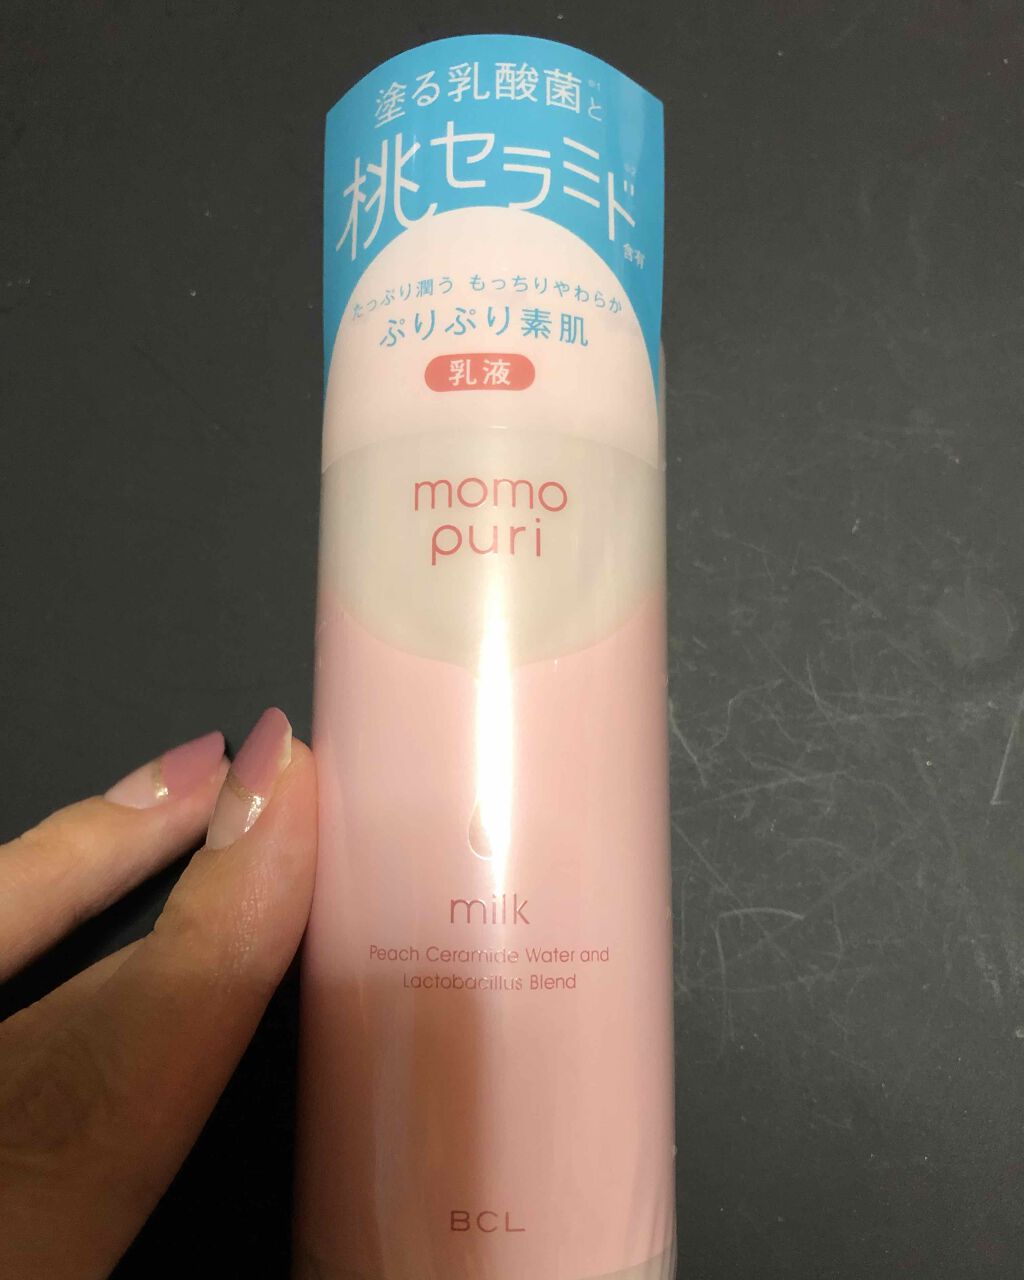 塗る乳酸菌※1と
桃セラミド※2
含有
たっぷり潤う もっちりやわらか
ぷりぷり素肌
乳液
momo
puri
milk
Peach Ceramide Water and
Lactobacillus Blend
BCL